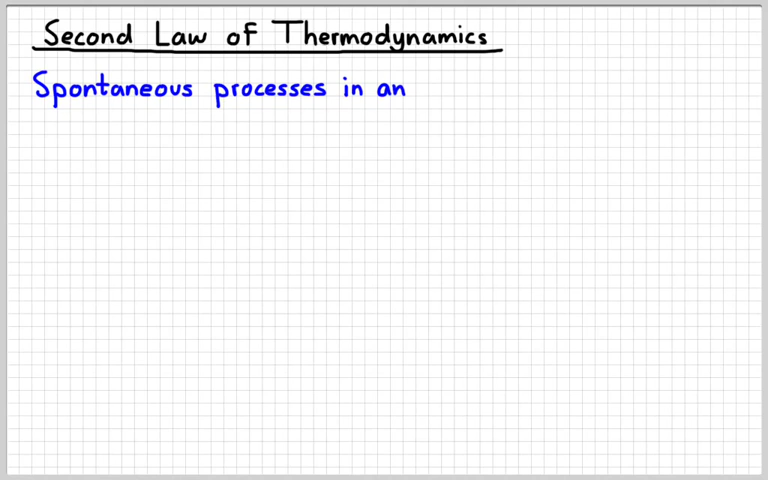 Second Law of Thermodynamics
Spontaneous processes in an